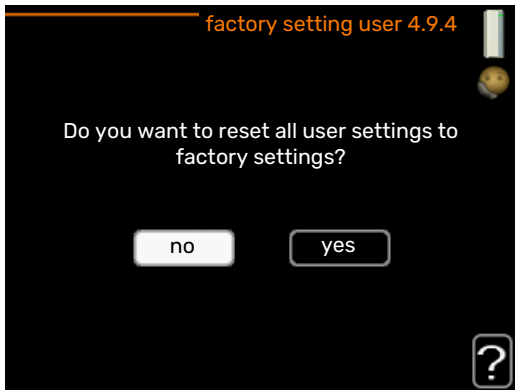 factory setting user 4.9.4
Do you want to reset all user settings to
factory settings?
no yes
?